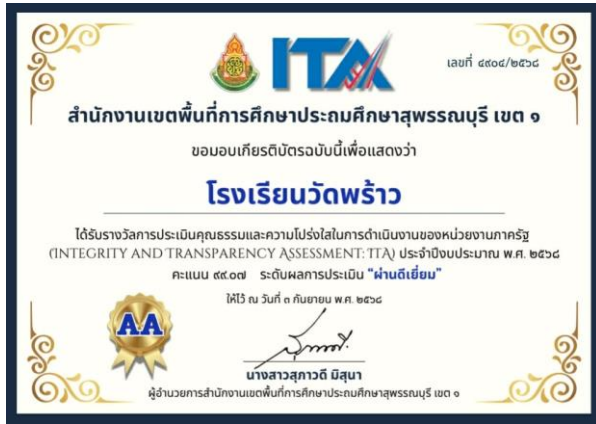 ITA
เลขที่ ๔๙๐๔/๒๕๖๘
สำนักงานเขตพื้นที่การศึกษาประถมศึกษาสุพรรณบุรี เขต ๑
ขอมอบเกียรติบัตรฉบับนี้เพื่อแสดงว่า
โรงเรียนวัดพร้าว
ได้รับรางวัลการประเมินคุณธรรมและความโปร่งใสในการดำเนินงานของหน่วยงานภาครัฐ
(INTEGRITY AND TRANSPARENCY ASSESSMENT: ITA) ประจำปีงบประมาณ พ.ศ. ๒๕๖๘
คะแนน ๙๙.๐๗ ระดับผลการประเมิน “ผ่านดีเยี่ยม”
ให้ไว้ ณ วันที่ ๓ กันยายน พ.ศ. ๒๕๖๘
AA
นางสาวสุภาวดี มิสุนา
ผู้อำนวยการสำนักงานเขตพื้นที่การศึกษาประถมศึกษาสุพรรณบุรี เขต ๑